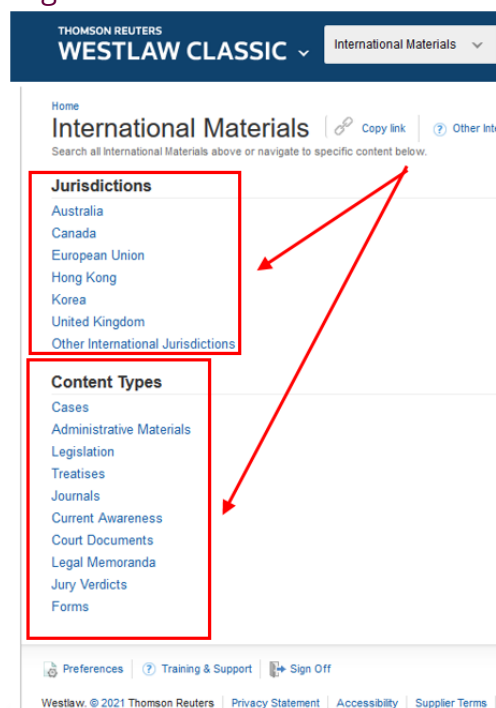 THOMSON REUTERS
WESTLAW CLASSIC
International Materials
Home
International Materials
Copy link
Other Inte
Search all International Materials above or navigate to specific content below.
Jurisdictions
Australia
Canada
European Union
Hong Kong
Korea
United Kingdom
Other International Jurisdictions
Content Types
Cases
Administrative Materials
Legislation
Treatises
Journals
Current Awareness
Court Documents
Legal Memoranda
Jury Verdicts
Forms
Preferences
Training & Support
Sign Off
Westlaw. © 2021 Thomson Reuters
Privacy Statement
Accessibility
Supplier Terms